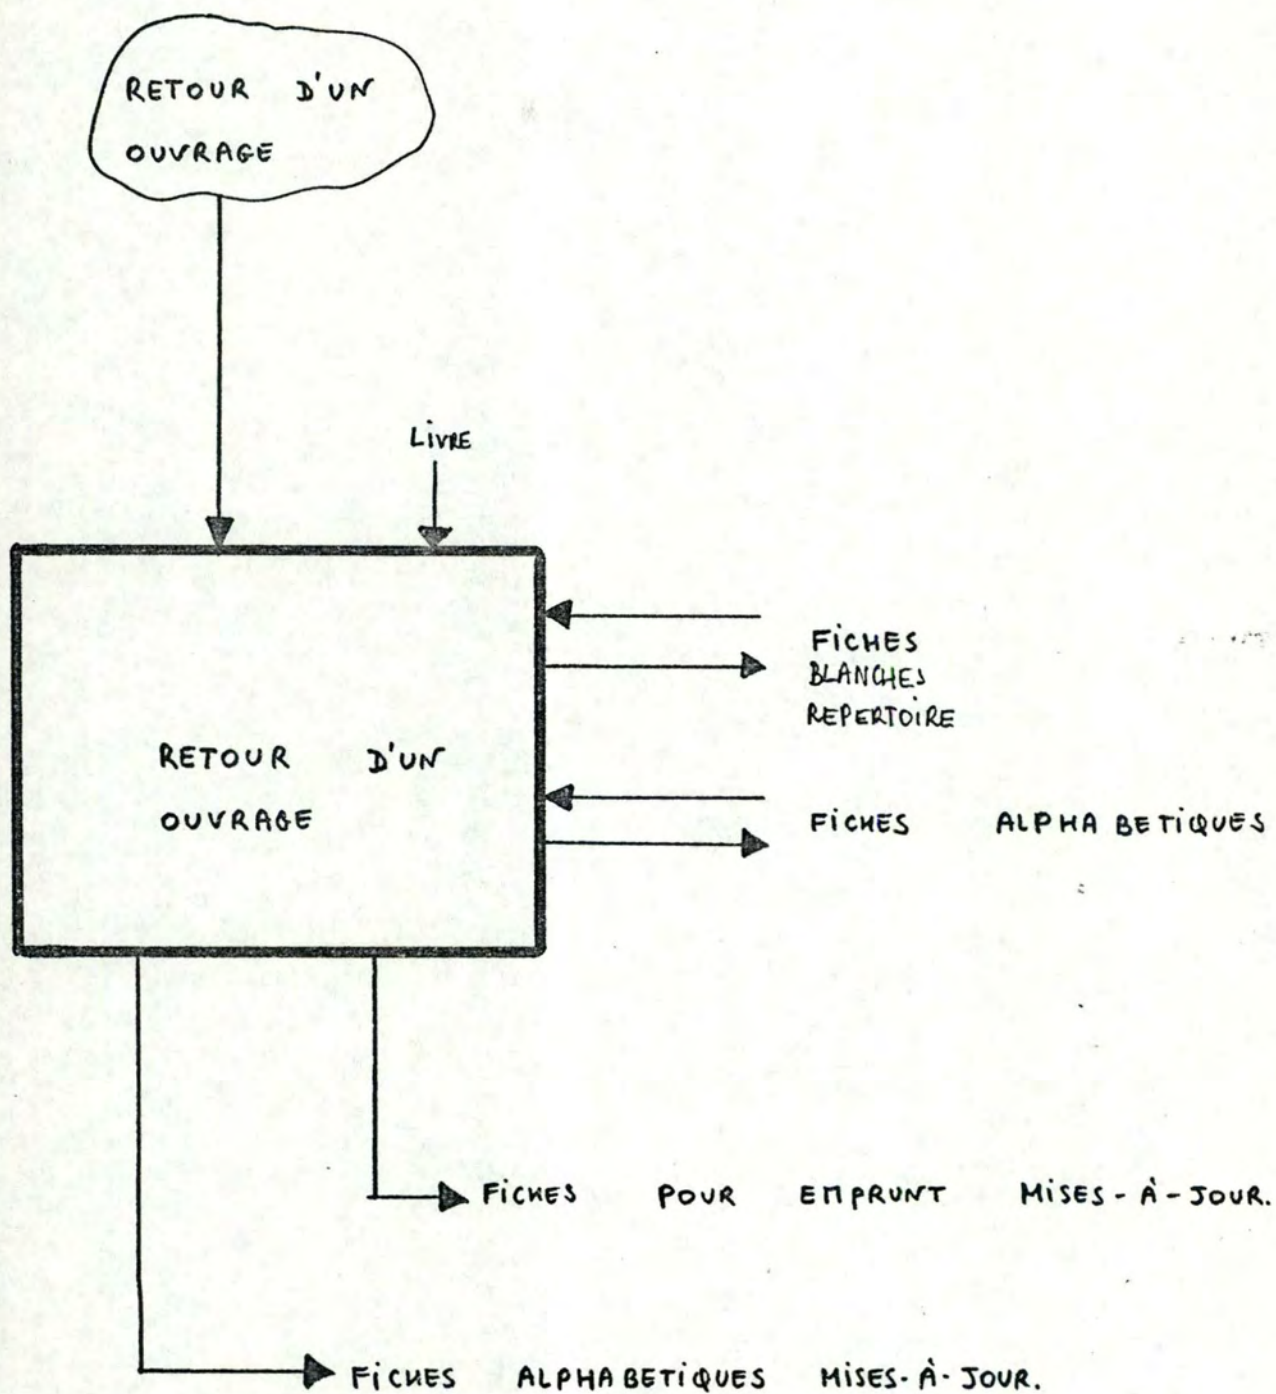 RETOUR D'UN
OUVRAGE
LIVRE
FICHES
BLANCHES
REPERTOIRE
RETOUR D'UN
OUVRAGE
FICHES ALPHABETIQUES
FICHES POUR EMPRUNT MISES-À-JOUR.
FICHES ALPHABETIQUES MISES-À-JOUR.